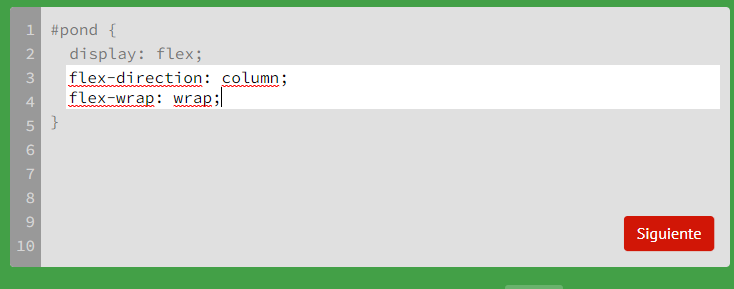 1 #pond {
2 display: flex;
3 flex-direction: column;
4 flex-wrap: wrap;
5 }
6
7
8
9
10
Siguiente